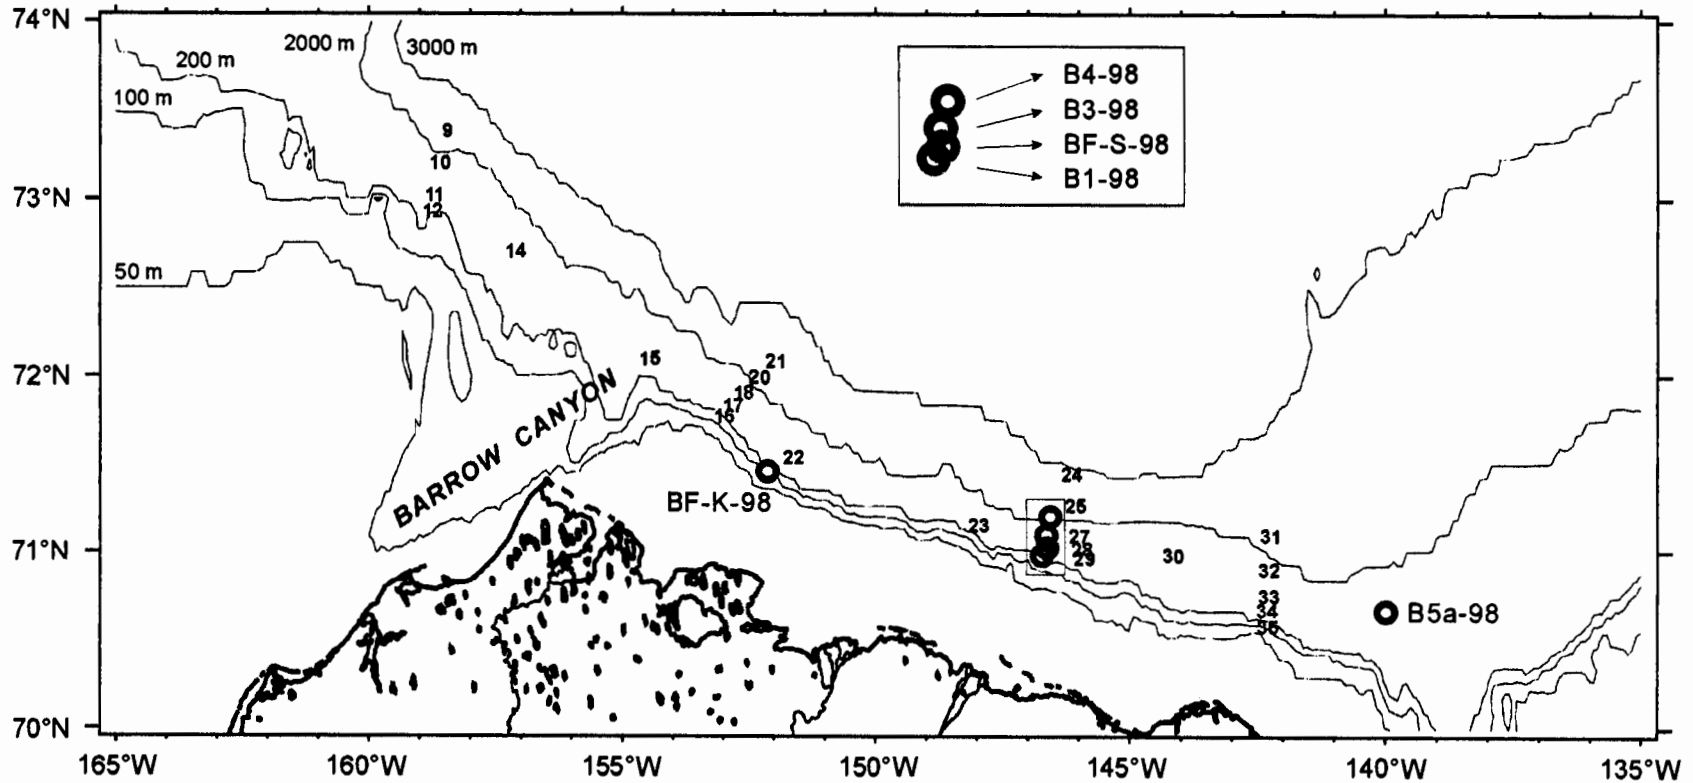 74°N
2000 m
3000 m
200 m
100 m
B4-98
B3-98
BF-S-98
B1-98
9
10
73°N
11
12
14
50 m
15
21
72°N
20
18
17
16
BARROW CANYON
22
24
BF-K-98
25
23
27
31
71°N
28
30
29
32
33
34
35
B5a-98
70°N
165°W
160°W
155°W
150°W
145°W
140°W
135°W